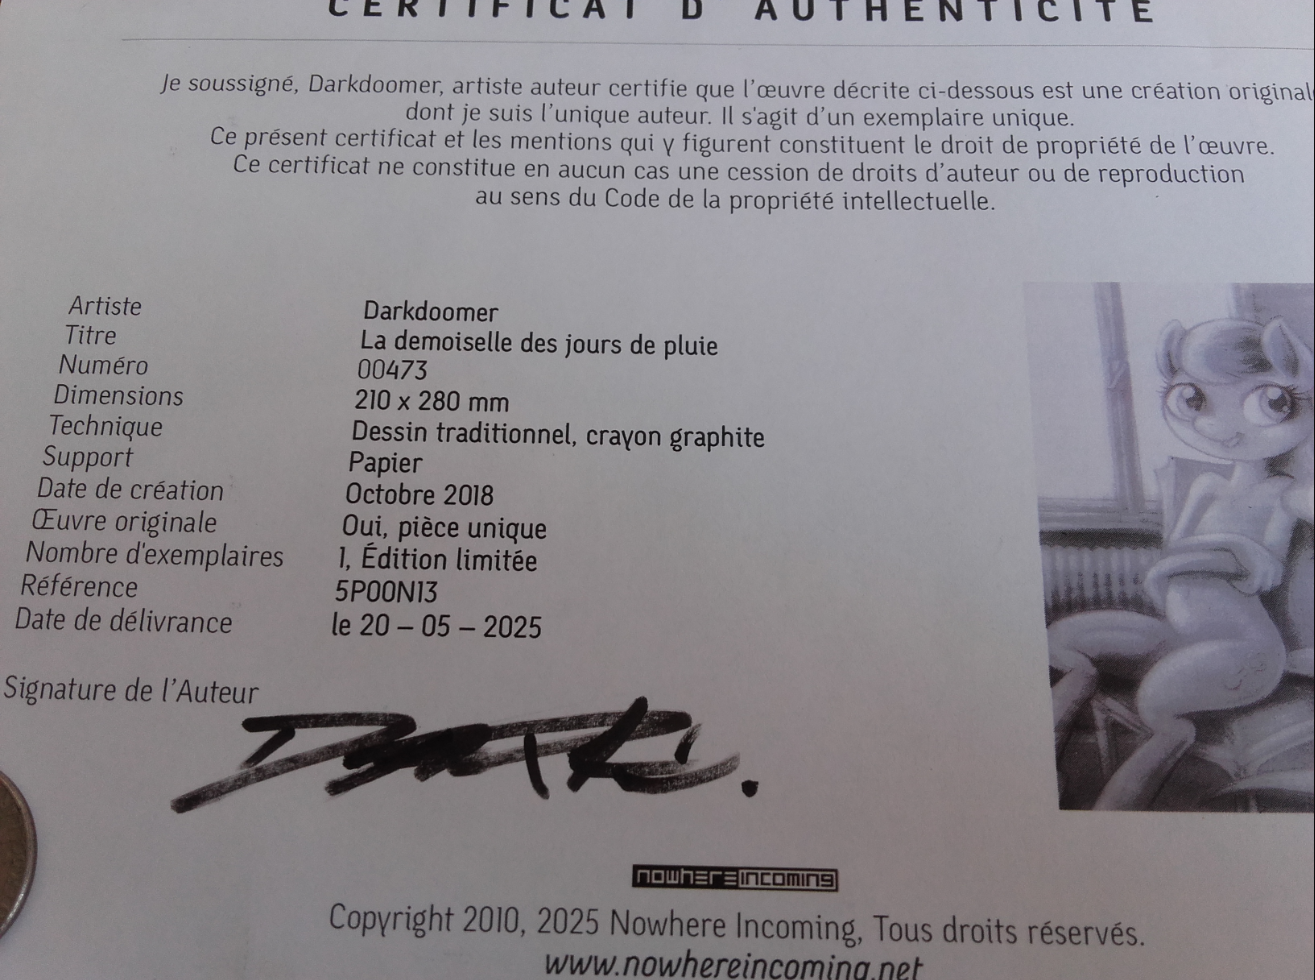 CERTIFICAT D'AUTHENTICITÉ
Je soussigné, Darkdoomer, artiste auteur certifie que l'œuvre décrite ci-dessous est une création original
dont je suis l'unique auteur. Il s'agit d'un exemplaire unique.
Ce présent certificat et les mentions qui y figurent constituent le droit de propriété de l'œuvre.
Ce certificat ne constitue en aucun cas une cession de droits d'auteur ou de reproduction
au sens du Code de la propriété intellectuelle.
Artiste Darkdoomer
Titre La demoiselle des jours de pluie
Numéro 00473
Dimensions 210 x 280 mm
Technique Dessin traditionnel, crayon graphite
Support Papier
Date de création Octobre 2018
Œuvre originale Oui, pièce unique
Nombre d'exemplaires 1, Édition limitée
Référence 5P00N13
Date de délivrance le 20 – 05 – 2025
Signature de l'Auteur
nowhereincoming
Copyright 2010, 2025 Nowhere Incoming, Tous droits réservés.
www.nowhereincoming.net